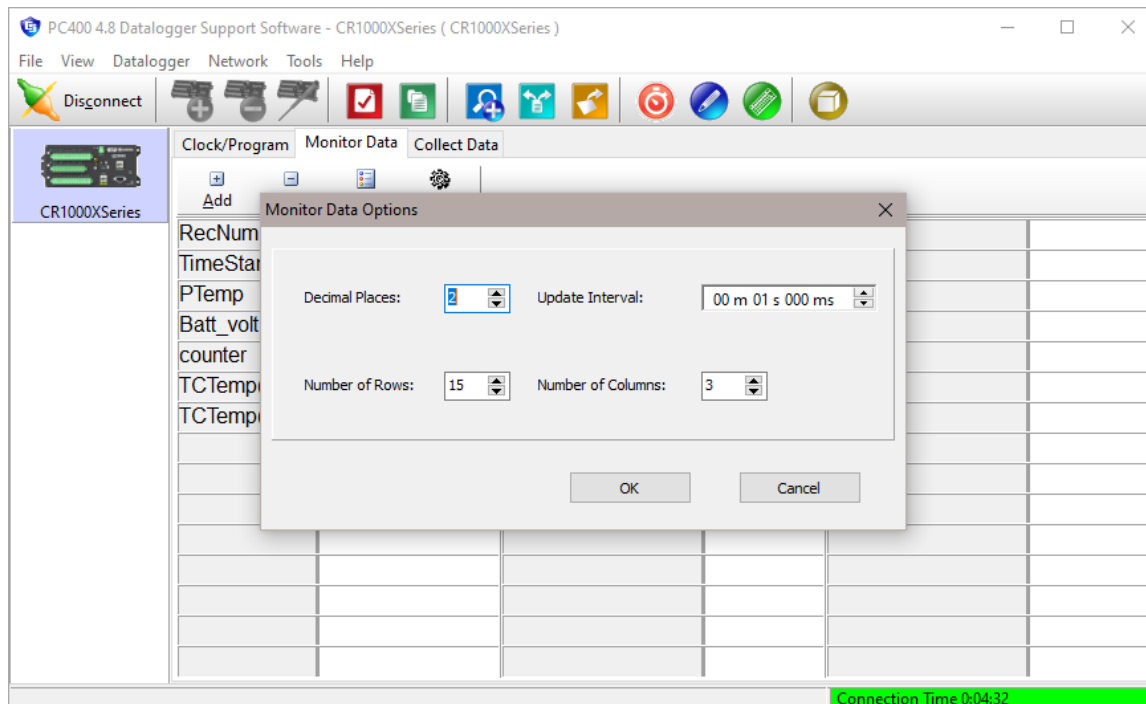 PC400 4.8 Datalogger Support Software - CR1000XSeries ( CR1000XSeries )
File View Datalogger Network Tools Help
Disconnect
Clock/Program Monitor Data Collect Data
CR1000XSeries
Add
Monitor Data Options
RecNum
TimeStar
PTemp
Batt_volt
counter
TCTemp
TCTemp
Decimal Places: 2 Update Interval: 00 m 01 s 000 ms
Number of Rows: 15 Number of Columns: 3
OK Cancel
Connection Time 0:04:32